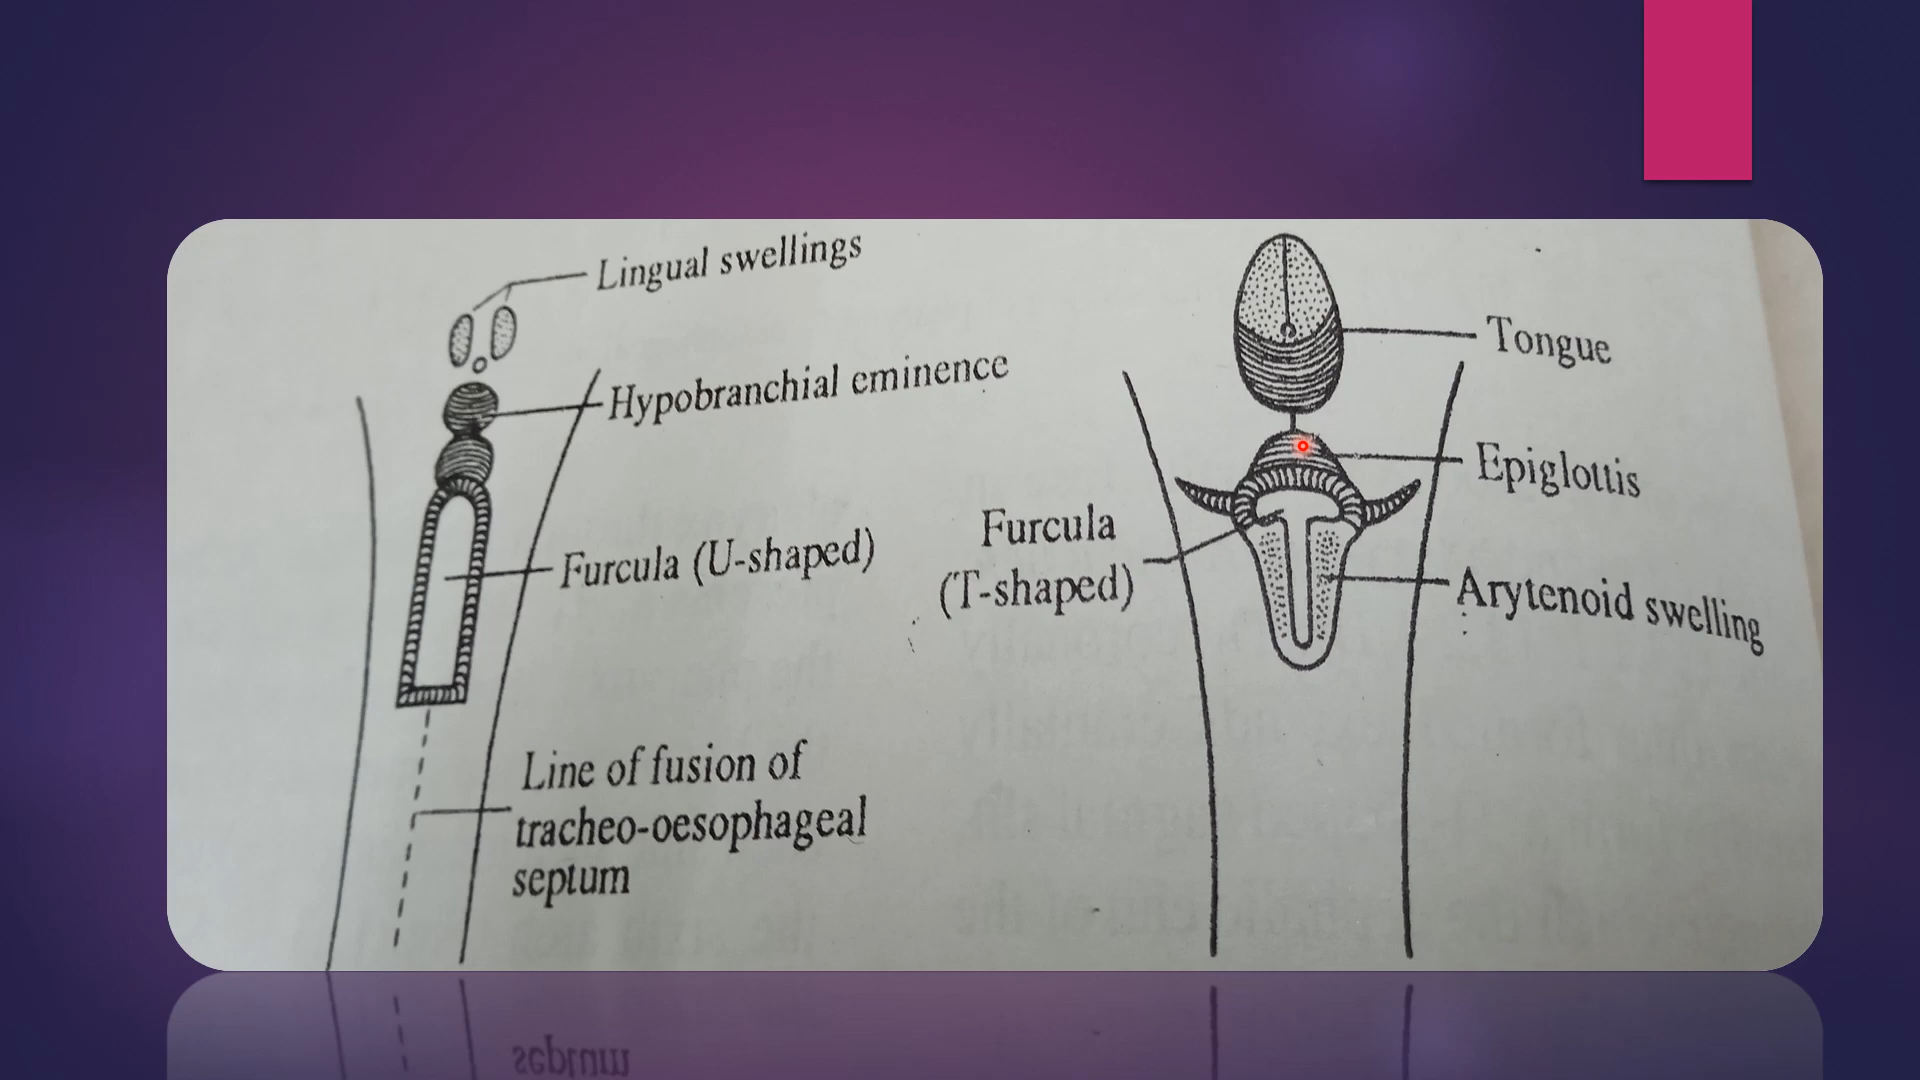 Lingual swellings
Hypobranchial eminence
Furcula (U-shaped)
Line of fusion of
tracheo-oesophageal
septum
Tongue
Epiglottis
Furcula
(T-shaped)
Arytenoid swelling